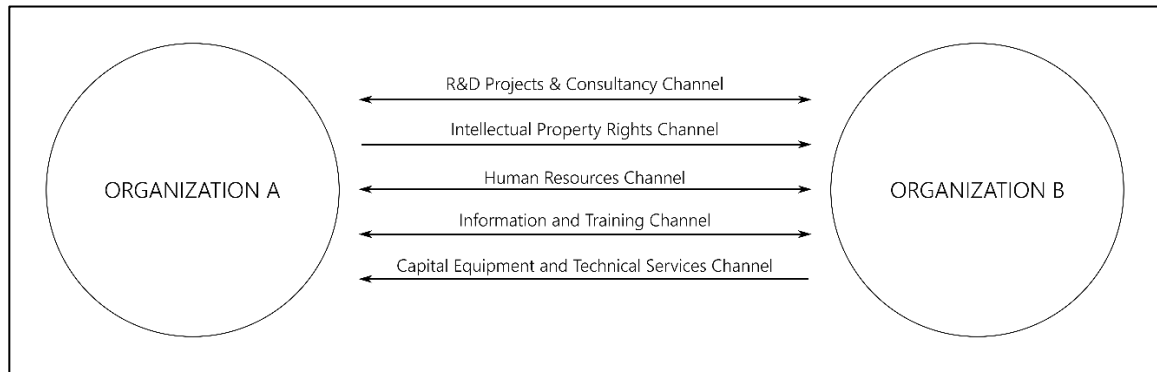 R&D Projects & Consultancy Channel
Intellectual Property Rights Channel
ORGANIZATION A
Human Resources Channel
ORGANIZATION B
Information and Training Channel
Capital Equipment and Technical Services Channel